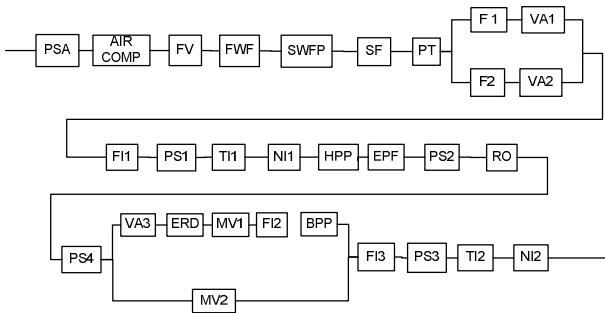 F 1
VA1
PSA
AIR
COMP
FV
FWF
SWFP
SF
PT
F2
VA2
FI1
PS1
TI1
NI1
HPP
EPF
PS2
RO
VA3
ERD
MV1
FI2
BPP
PS4
FI3
PS3
TI2
NI2
MV2